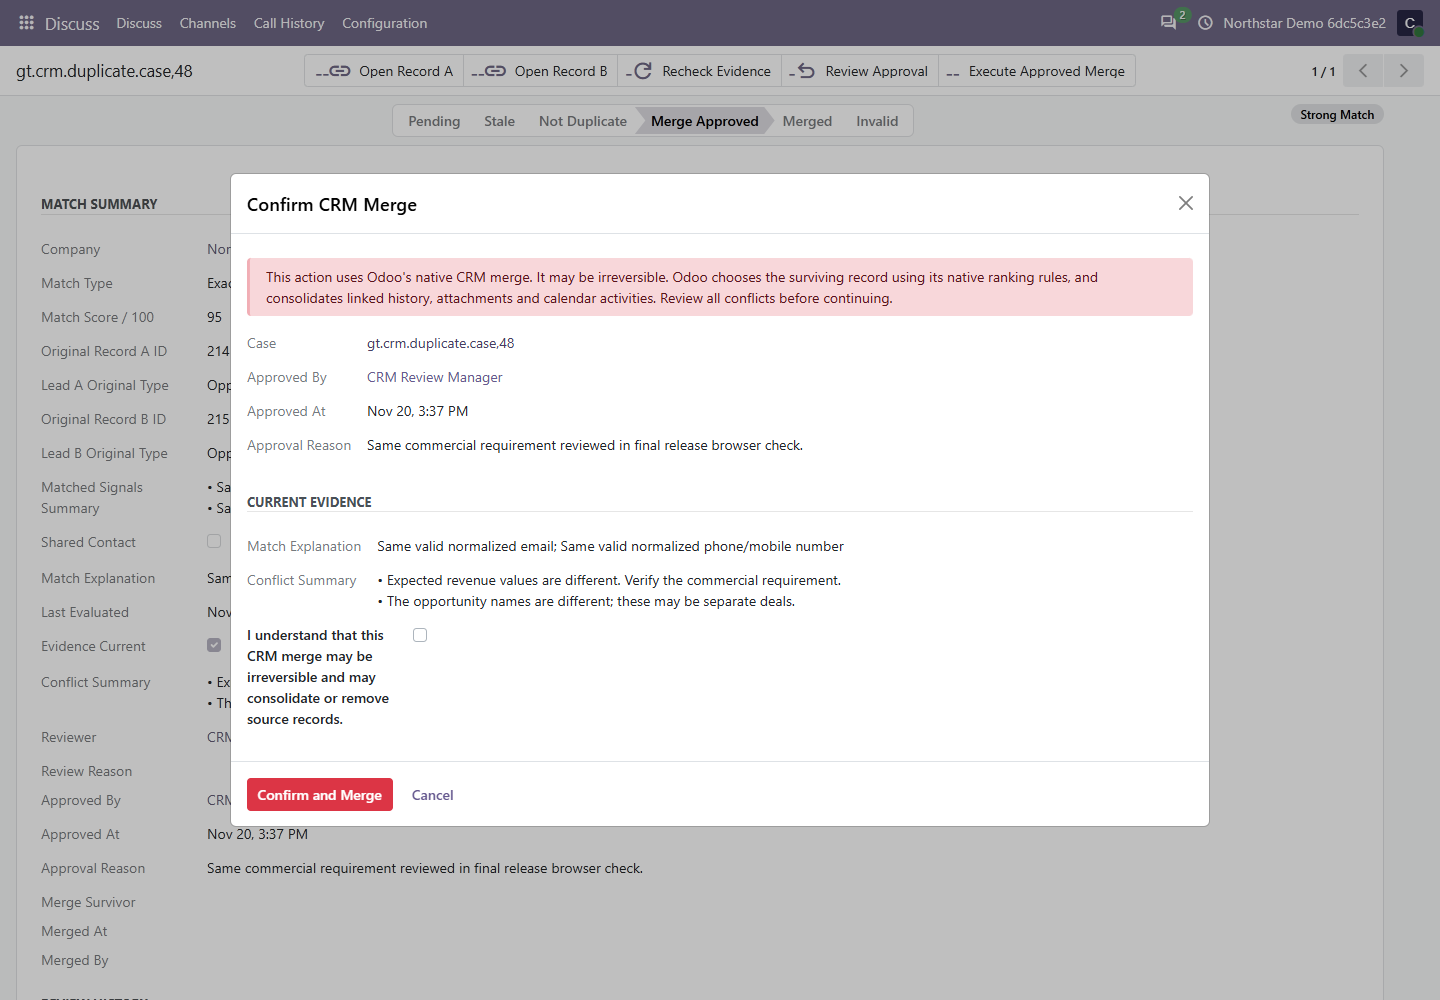 Discuss Discuss Channels Call History Configuration 2 Northstar Demo 6dc5c3e2 C
gt.crm.duplicate.case,48 Open Record A Open Record B Recheck Evidence Review Approval Execute Approved Merge 1 / 1
Pending Stale Not Duplicate Merge Approved Merged Invalid Strong Match
MATCH SUMMARY
Company
Match Type
Match Score / 100 95
Original Record A ID 214
Lead A Original Type
Original Record B ID 215
Lead B Original Type
Matched Signals
Summary
Shared Contact
Match Explanation
Last Evaluated Nov
Evidence Current
Conflict Summary
Reviewer
Review Reason
Approved By
Approved At Nov 20, 3:37 PM
Approval Reason Same commercial requirement reviewed in final release browser check.
Merge Survivor
Merged At
Merged By
Confirm CRM Merge
This action uses Odoo's native CRM merge. It may be irreversible. Odoo chooses the surviving record using its native ranking rules, and
consolidates linked history, attachments and calendar activities. Review all conflicts before continuing.
Case gt.crm.duplicate.case,48
Approved By CRM Review Manager
Approved At Nov 20, 3:37 PM
Approval Reason Same commercial requirement reviewed in final release browser check.
CURRENT EVIDENCE
Match Explanation Same valid normalized email; Same valid normalized phone/mobile number
Conflict Summary • Expected revenue values are different. Verify the commercial requirement.
• The opportunity names are different; these may be separate deals.
I understand that this
CRM merge may be
irreversible and may
consolidate or remove
source records.
Confirm and Merge Cancel